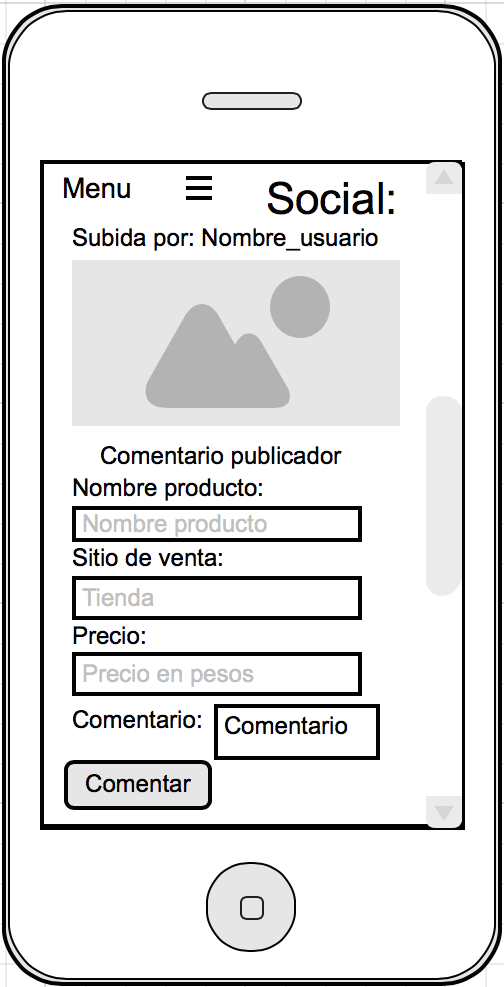 Menu
Social:
Subida por: Nombre_usuario
Comentario publicador
Nombre producto:
Nombre producto
Sitio de venta:
Tienda
Precio:
Precio en pesos
Comentario:
Comentario
Comentar